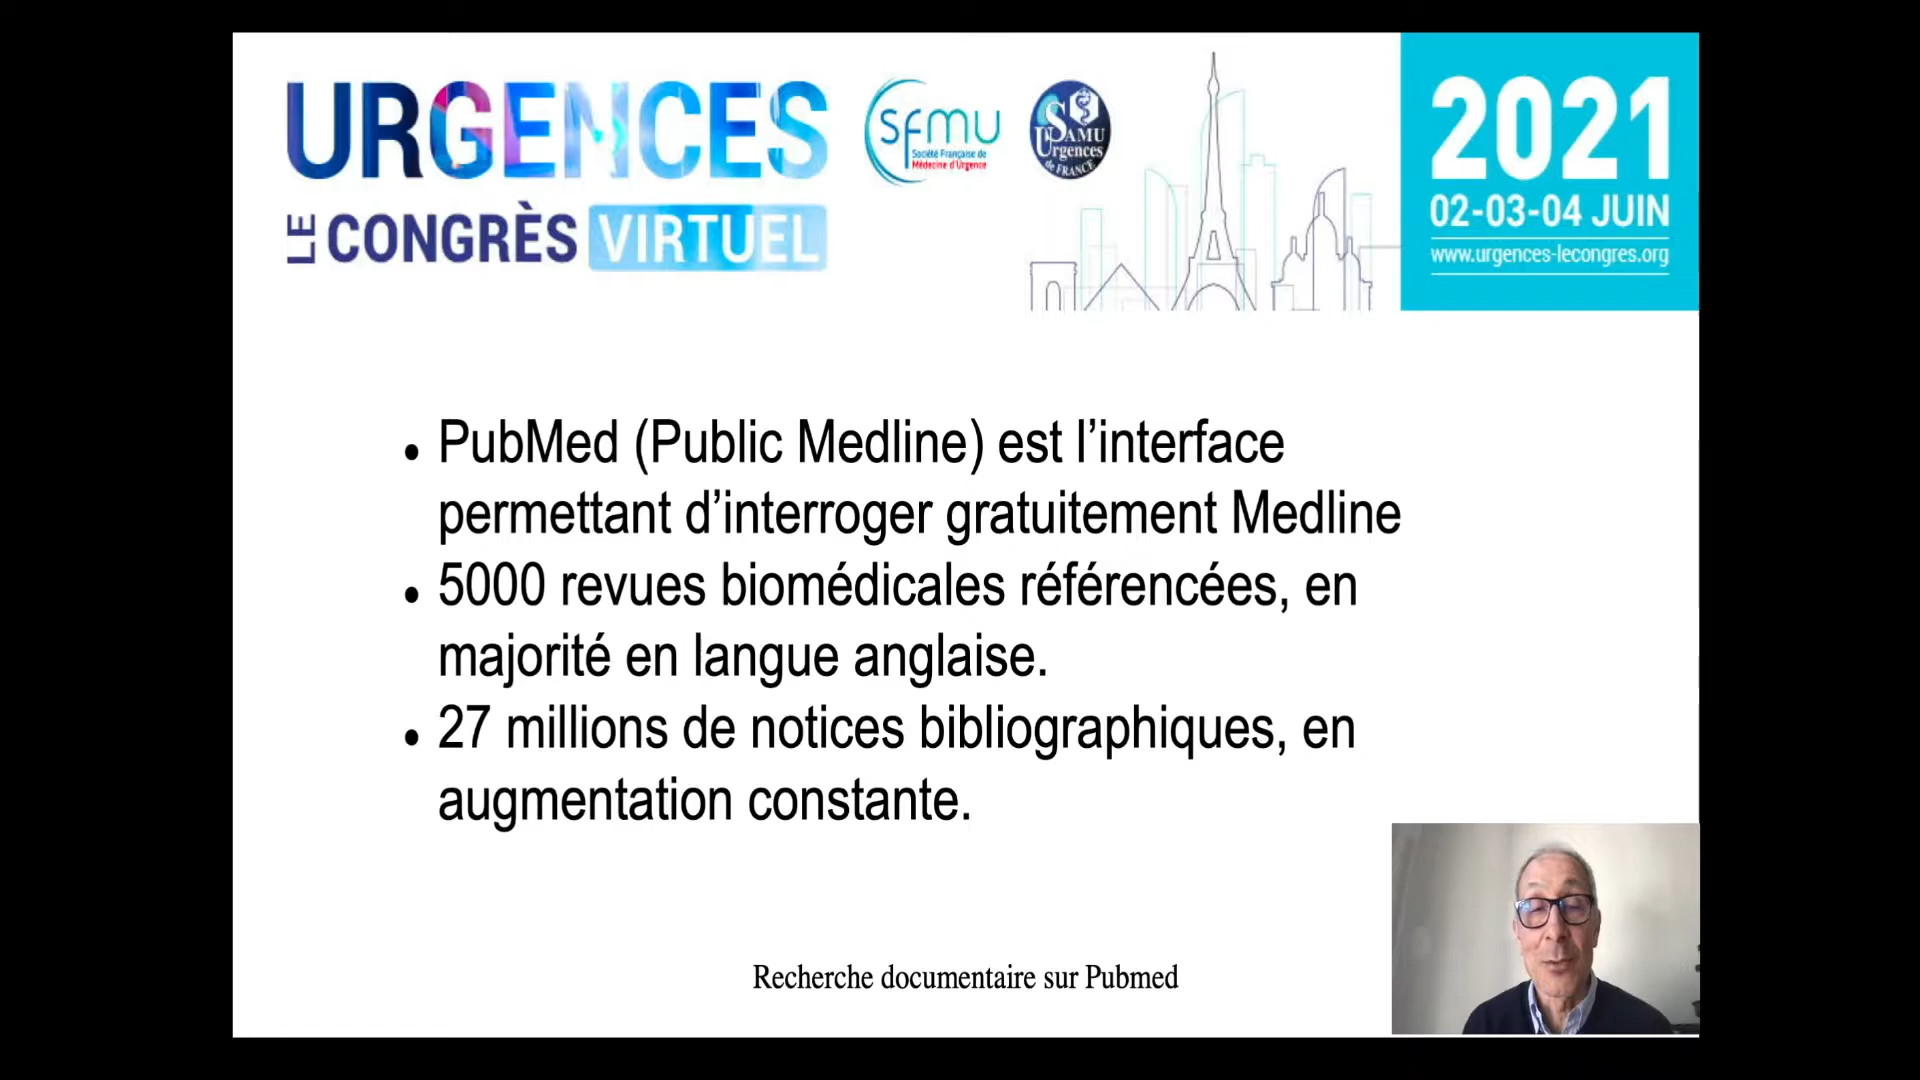 URGENCES
LE CONGRÈS VIRTUEL
sfmu
Société Française de
Médecine d'Urgence
SAMU
Urgences
de FRANCE
2021
02-03-04 JUIN
www.urgences-lecongres.org
• PubMed (Public Medline) est l’interface
permettant d’interroger gratuitement Medline
• 5000 revues biomédicales référencées, en
majorité en langue anglaise.
• 27 millions de notices bibliographiques, en
augmentation constante.
Recherche documentaire sur Pubmed